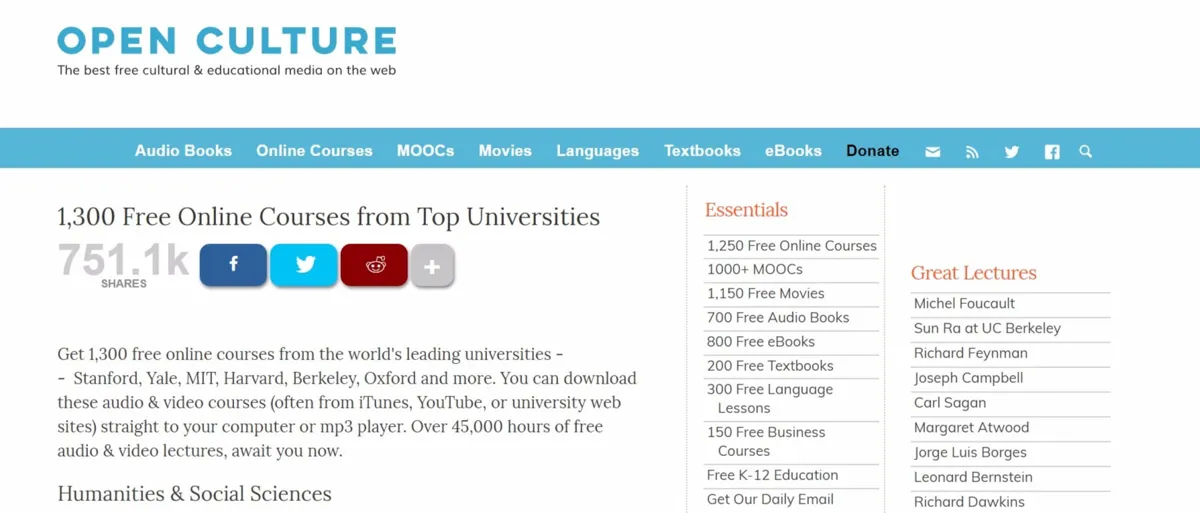 OPEN CULTURE
The best free cultural & educational media on the web
Audio Books Online Courses MOOCs Movies Languages Textbooks eBooks Donate
1,300 Free Online Courses from Top Universities
751.1k
SHARES
Get 1,300 free online courses from the world's leading universities -
- Stanford, Yale, MIT, Harvard, Berkeley, Oxford and more. You can download
these audio & video courses (often from iTunes, YouTube, or university web
sites) straight to your computer or mp3 player. Over 45,000 hours of free
audio & video lectures, await you now.
Humanities & Social Sciences
Essentials
1,250 Free Online Courses
1000+ MOOCs
1,150 Free Movies
700 Free Audio Books
800 Free eBooks
200 Free Textbooks
300 Free Language
Lessons
150 Free Business
Courses
Free K-12 Education
Get Our Daily Email
Great Lectures
Michel Foucault
Sun Ra at UC Berkeley
Richard Feynman
Joseph Campbell
Carl Sagan
Margaret Atwood
Jorge Luis Borges
Leonard Bernstein
Richard Dawkins